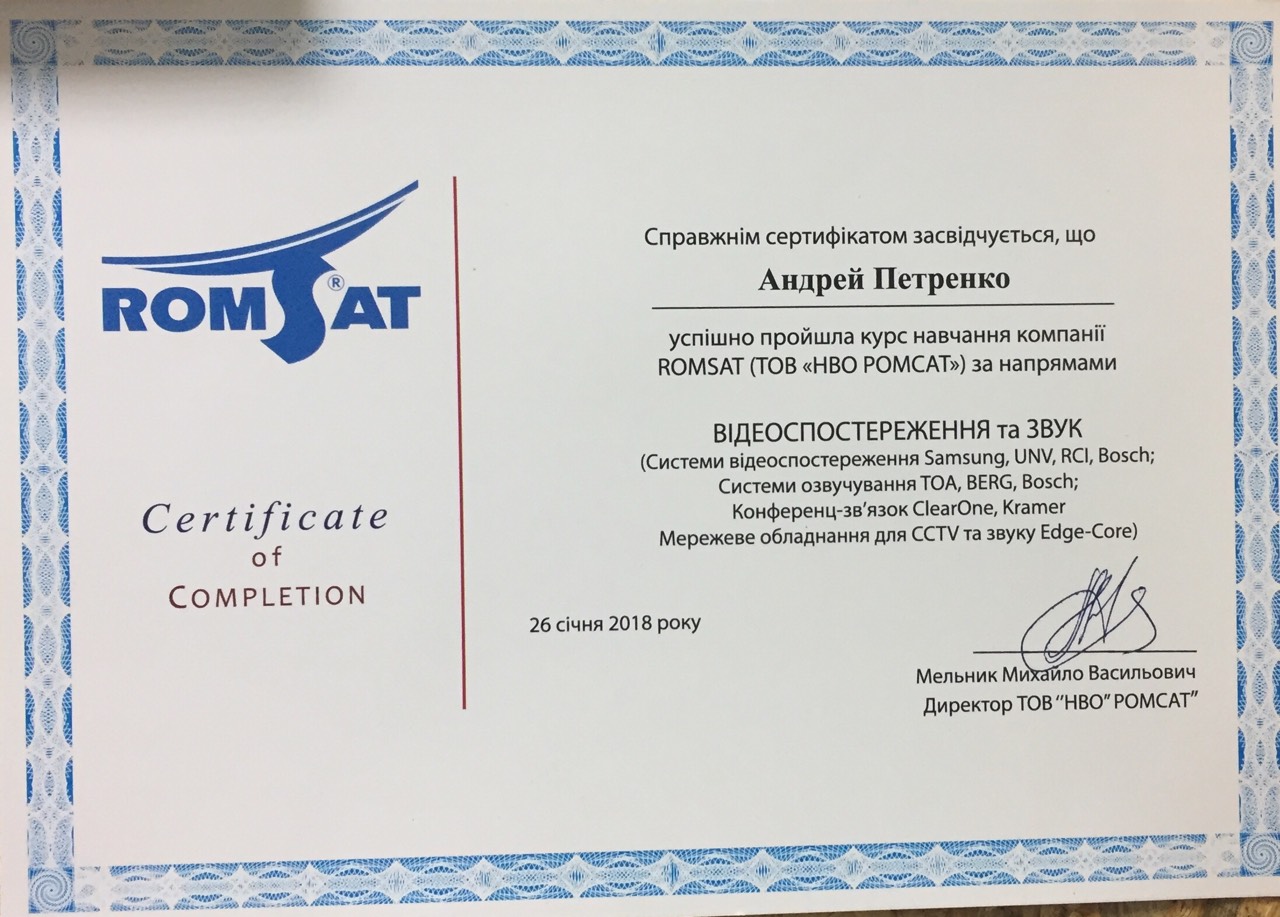 ROMSAT®
Certificate
of
COMPLETION
Справжнім сертифікатом засвідчується, що
Андрей Петренко
успішно пройшла курс навчання компанії
ROMSAT (ТОВ «НВО РОМСАТ») за напрямами
ВІДЕОСПОСТЕРЕЖЕННЯ та ЗВУК
(Системи відеоспостереження Samsung, UNV, RCI, Bosch;
Системи озвучування TOA, BERG, Bosch;
Конференц-зв'язок ClearOne, Kramer
Мережеве обладнання для CCTV та звуку Edge-Core)
26 січня 2018 року
Мельник Михайло Васильович
Директор ТОВ "НВО" РОМСАТ"